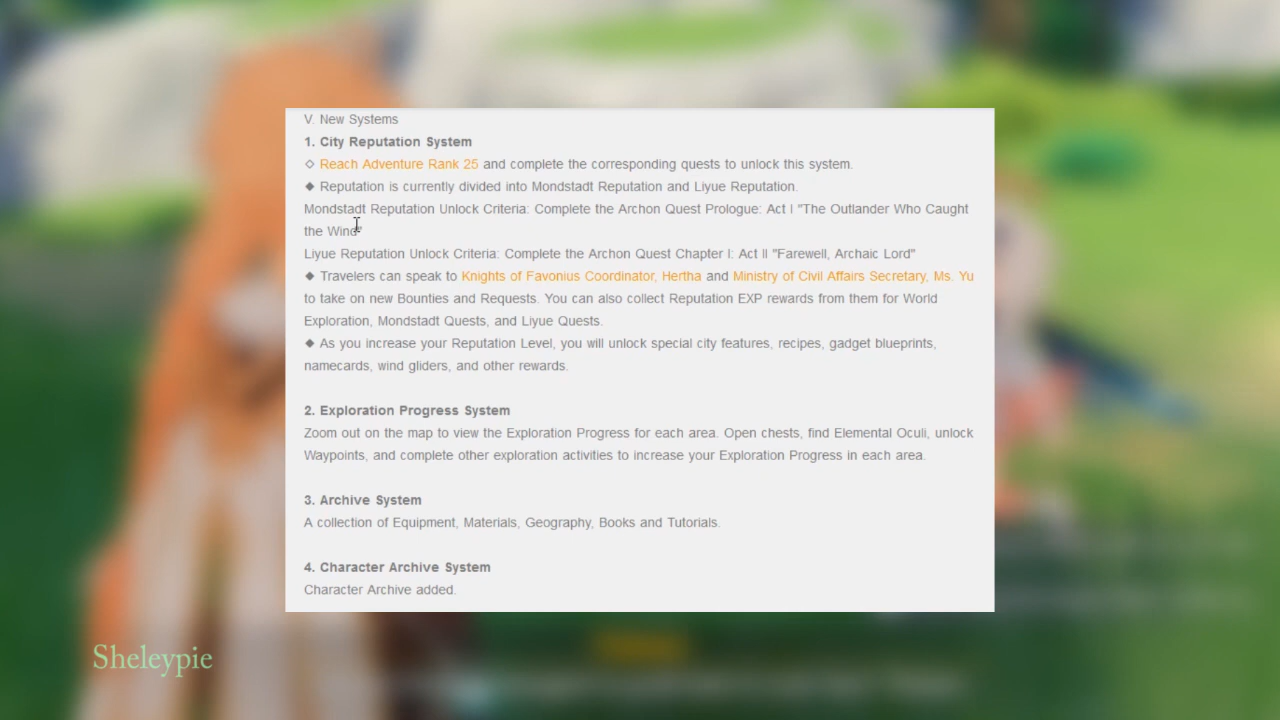 V. New Systems
1. City Reputation System
◇ Reach Adventure Rank 25 and complete the corresponding quests to unlock this system.
◆ Reputation is currently divided into Mondstadt Reputation and Liyue Reputation.
Mondstadt Reputation Unlock Criteria: Complete the Archon Quest Prologue: Act I "The Outlander Who Caught
the Wind"
Liyue Reputation Unlock Criteria: Complete the Archon Quest Chapter I: Act II "Farewell, Archaic Lord"
◆ Travelers can speak to Knights of Favonius Coordinator, Hertha and Ministry of Civil Affairs Secretary, Ms. Yu
to take on new Bounties and Requests. You can also collect Reputation EXP rewards from them for World
Exploration, Mondstadt Quests, and Liyue Quests.
◆ As you increase your Reputation Level, you will unlock special city features, recipes, gadget blueprints,
namecards, wind gliders, and other rewards.
2. Exploration Progress System
Zoom out on the map to view the Exploration Progress for each area. Open chests, find Elemental Oculi, unlock
Waypoints, and complete other exploration activities to increase your Exploration Progress in each area.
3. Archive System
A collection of Equipment, Materials, Geography, Books and Tutorials.
4. Character Archive System
Character Archive added.
Sheleypie